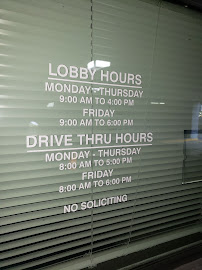 LOBBY HOURS
MONDAY - THURSDAY
9:00 AM TO 4:00 PM
FRIDAY
9:00 AM TO 6:00 PM
DRIVE THRU HOURS
MONDAY - THURSDAY
8:00 AM TO 5:00 PM
FRIDAY
8:00 AM TO 6:00 PM
NO SOLICITING